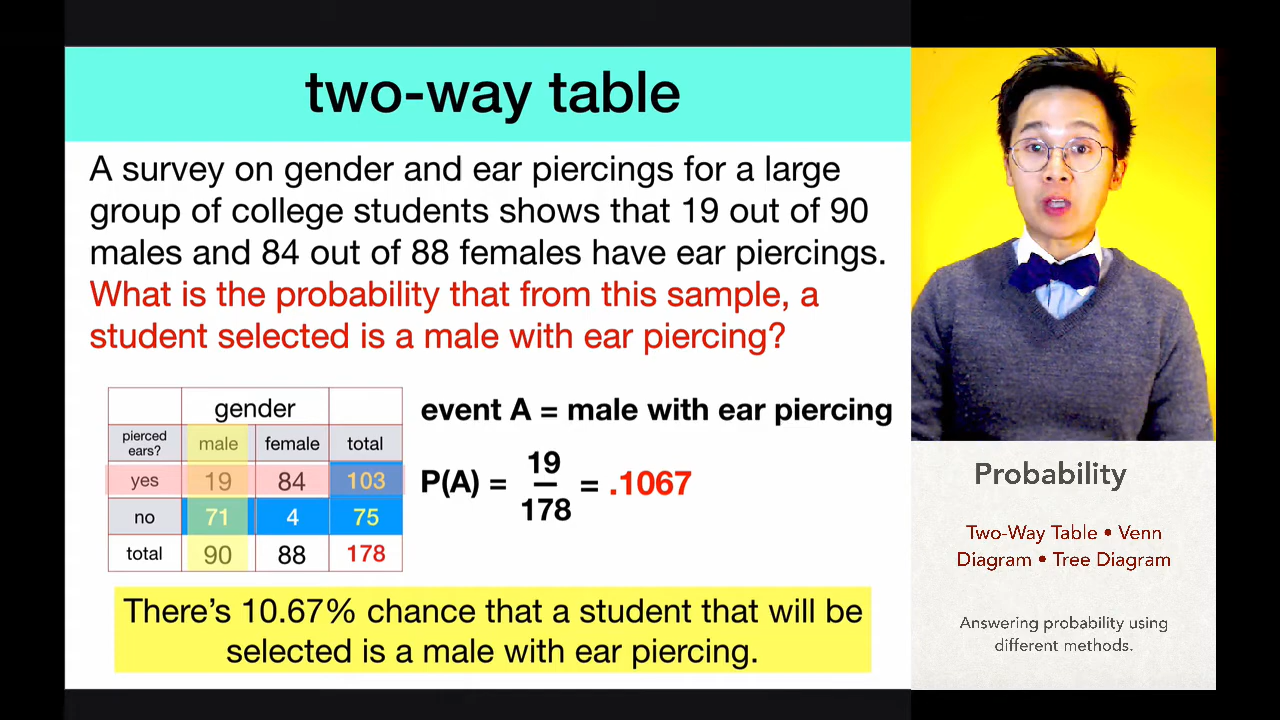 two-way table
A survey on gender and ear piercings for a large
group of college students shows that 19 out of 90
males and 84 out of 88 females have ear piercings.
What is the probability that from this sample, a
student selected is a male with ear piercing?
gender
pierced ears? male female total
yes 19 84 103
no 71 4 75
total 90 88 178
event A = male with ear piercing
P(A) = 19/178 = .1067
There's 10.67% chance that a student that will be
selected is a male with ear piercing.
Probability
Two-Way Table • Venn
Diagram • Tree Diagram
Answering probability using
different methods.